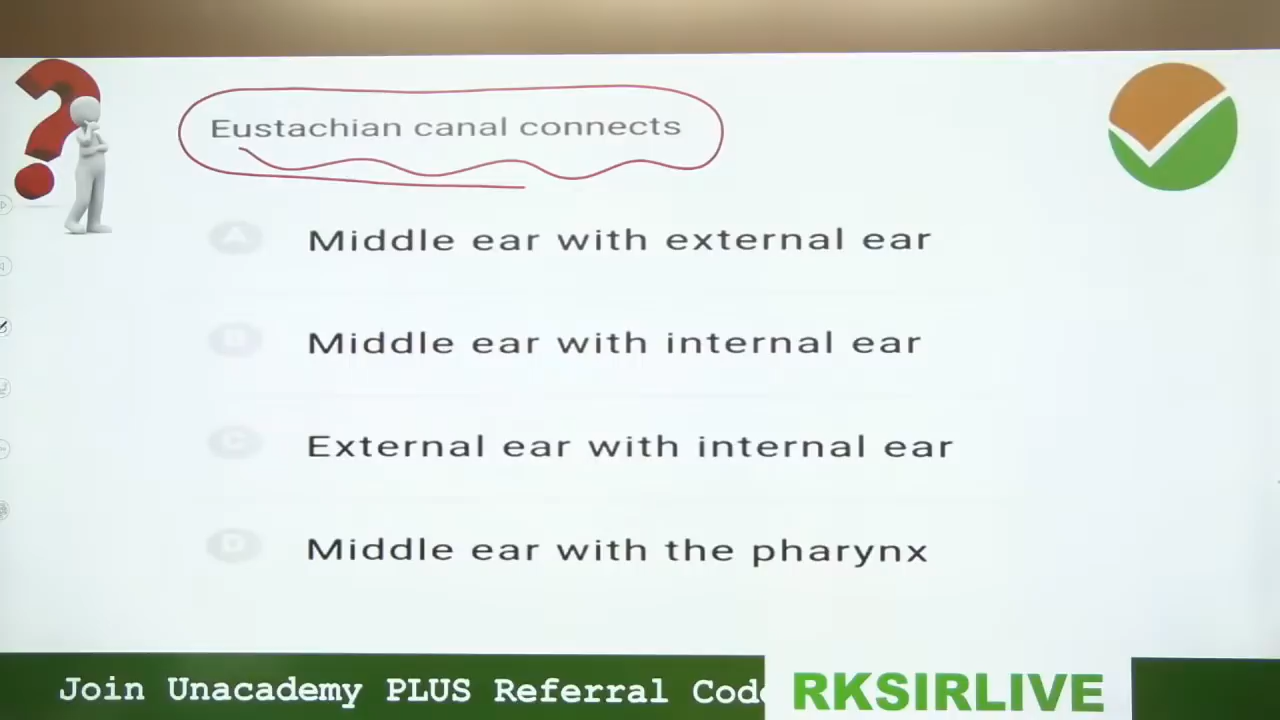 Eustachian canal connects
A Middle ear with external ear
B Middle ear with internal ear
C External ear with internal ear
D Middle ear with the pharynx
Join Unacademy PLUS Referral Code
RKSIRLIVE